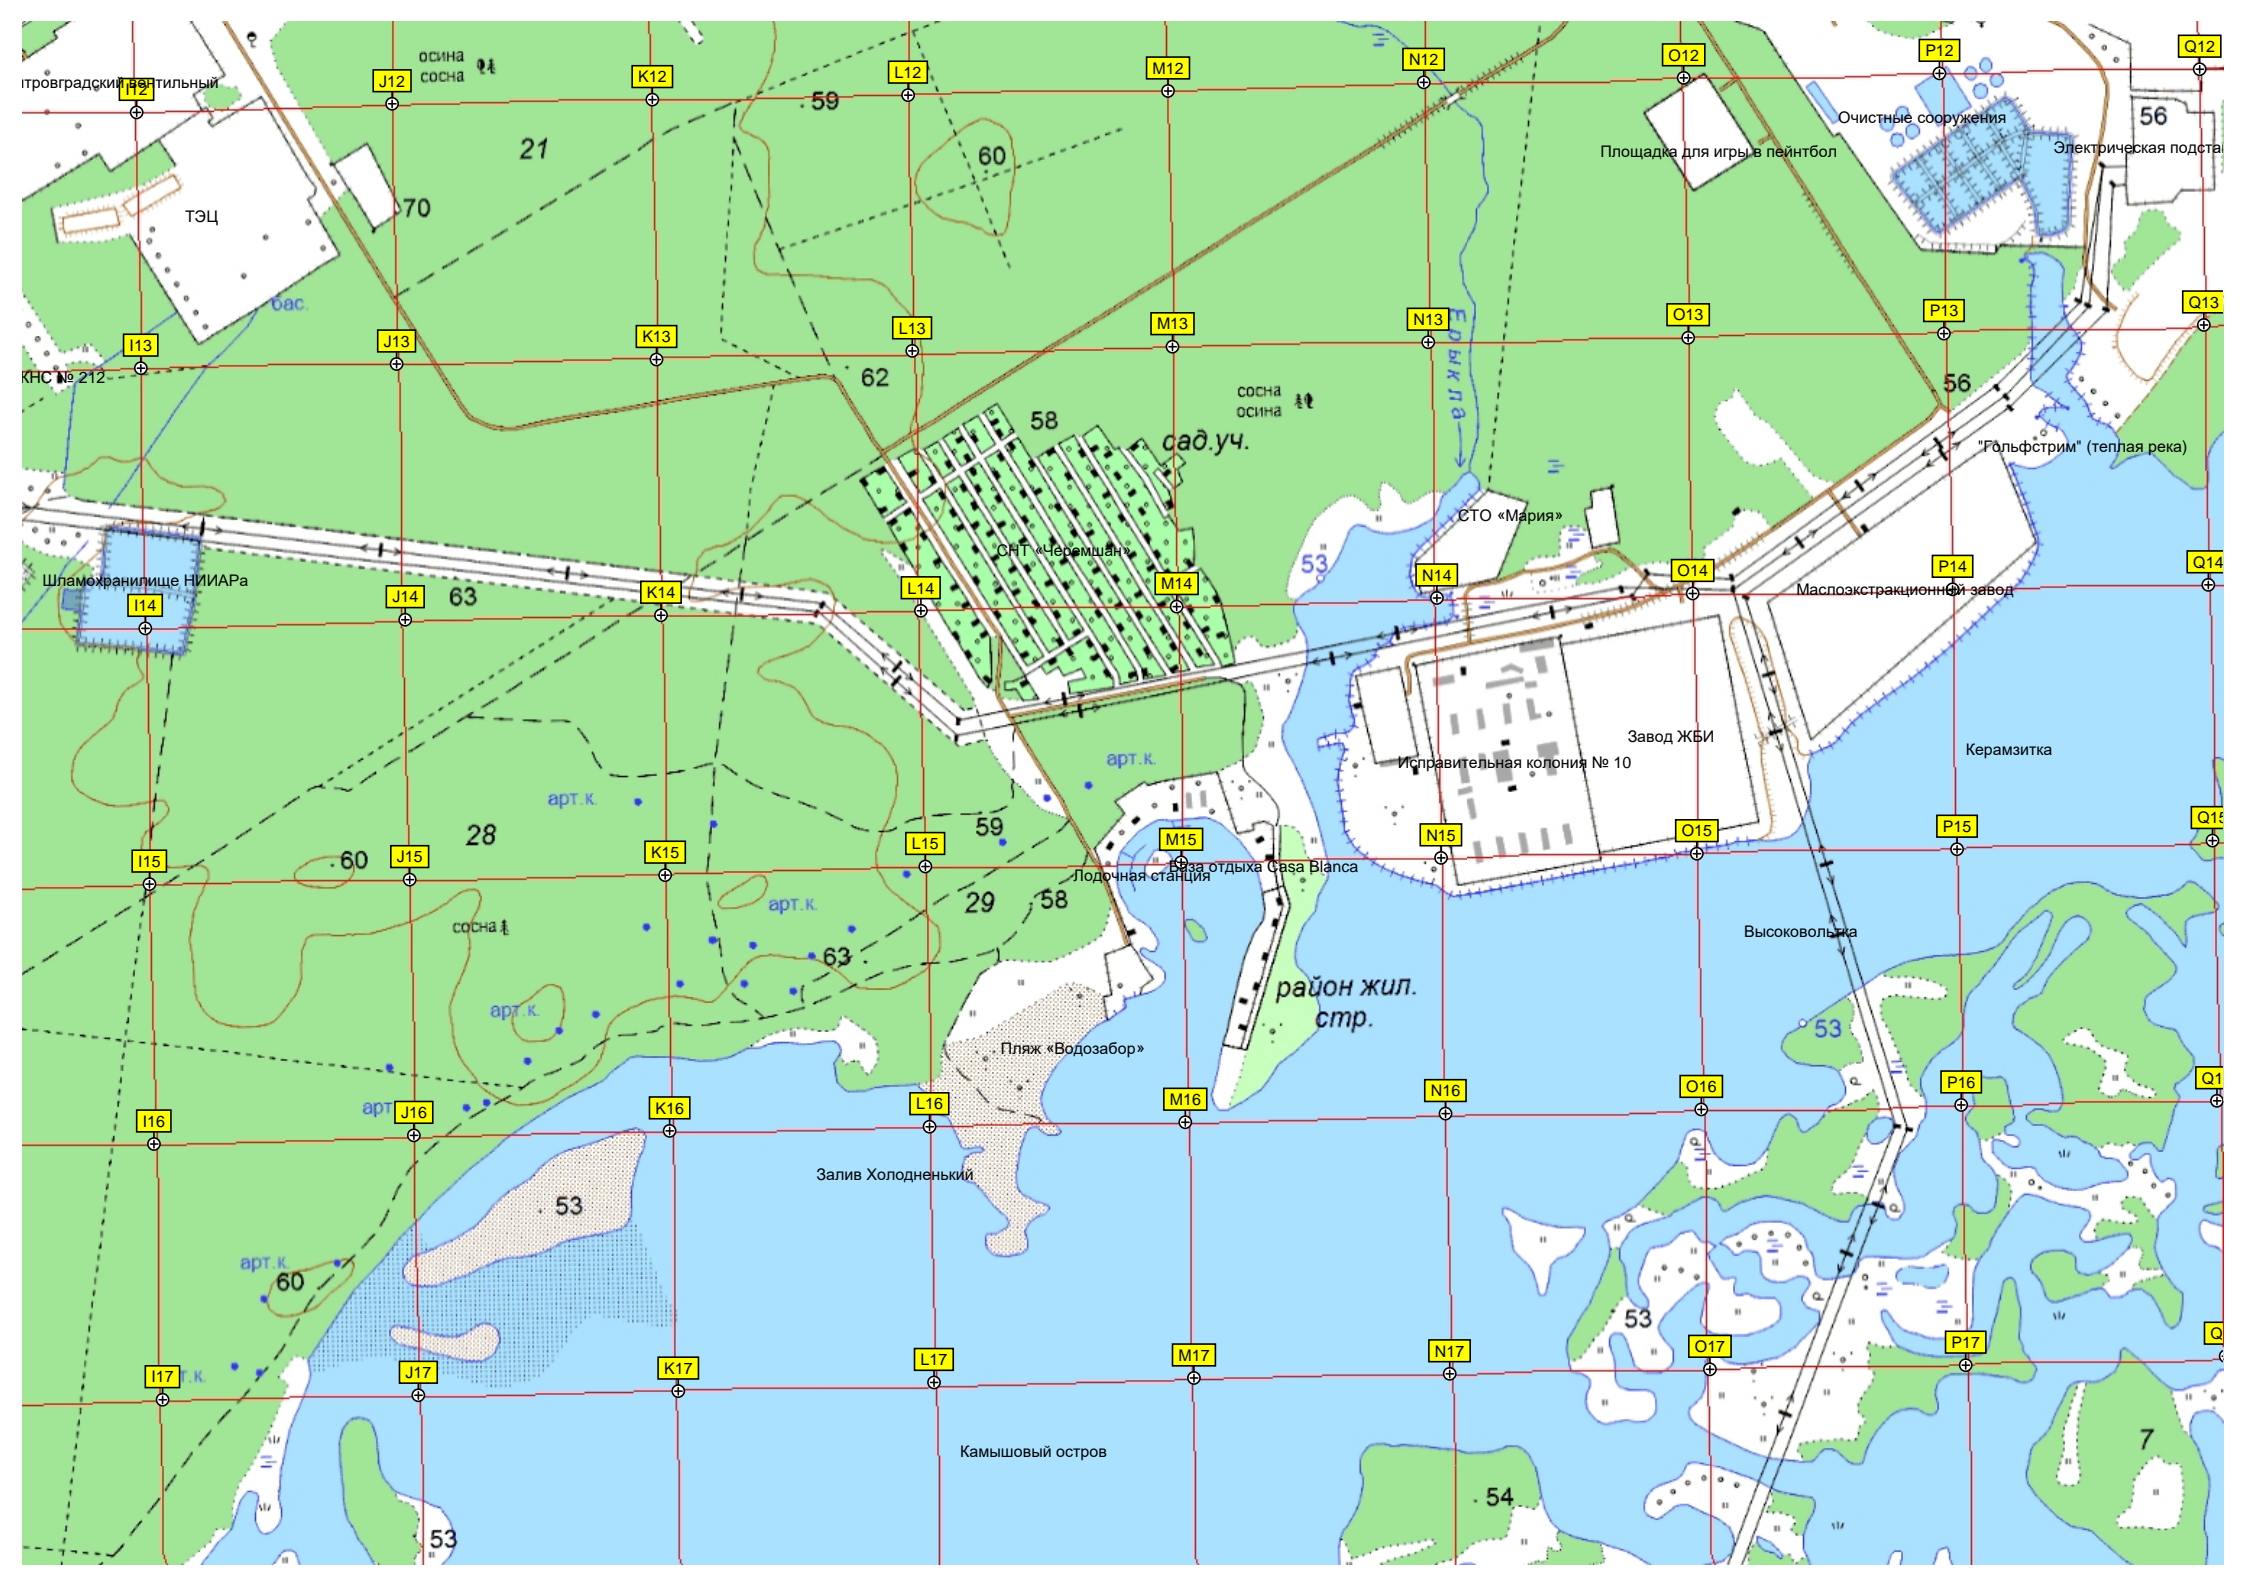 осина
сосна
21
59
60
I12
J12
K12
L12
M12
N12
O12
P12
Q12
тровградский вентильный
Очистные сооружения
56
Площадка для игры в пейнтбол
Электрическая подста
ТЭЦ
70
бас.
I13
J13
K13
L13
M13
N13
O13
P13
Q13
КНС № 212
62
58
сосна
осина
Ерыкла
сад.уч.
56
"Гольфстрим" (теплая река)
СТО «Мария»
СНТ «Черемшан»
53
Шламохранилище НИИАРа
63
I14
J14
K14
L14
M14
N14
O14
P14
Q14
Маслоэкстракционный завод
Завод ЖБИ
Исправительная колония № 10
Керамзитка
арт.к.
арт.к.
28
59
60
I15
J15
K15
L15
M15
N15
O15
P15
Q15
База отдыха Casa Blanca
Лодочная станция
арт.к.
29
58
сосна
63
Высоковольтка
район жил.
стр.
арт.к.
53
Пляж «Водозабор»
арт
I16
J16
K16
L16
M16
N16
O16
P16
Q1
Залив Холодненький
53
арт.к.
60
53
I17
J17
K17
L17
M17
N17
O17
P17
Q
т.к.
Камышовый остров
7
54
53